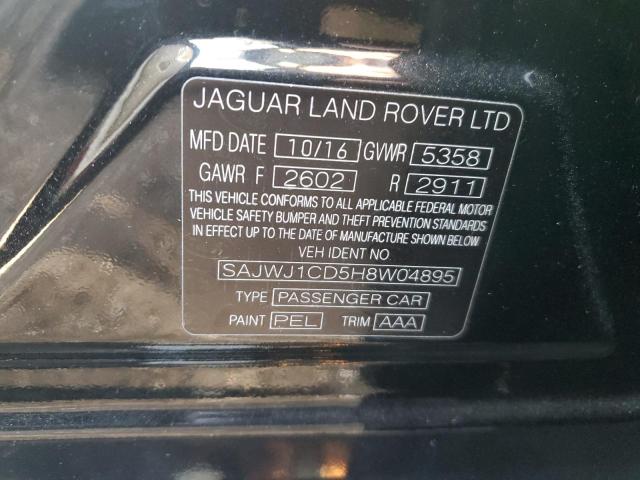 JAGUAR LAND ROVER LTD
MFD DATE 10/16 GVWR 5358
GAWR F 2602 R 2911
THIS VEHICLE CONFORMS TO ALL APPLICABLE FEDERAL MOTOR
VEHICLE SAFETY BUMPER AND THEFT PREVENTION STANDARDS
IN EFFECT UP TO THE DATE OF MANUFACTURE SHOWN BELOW
VEH IDENT NO
SAJWJ1CD5H8W04895
TYPE PASSENGER CAR
PAINT PEL TRIM AAA